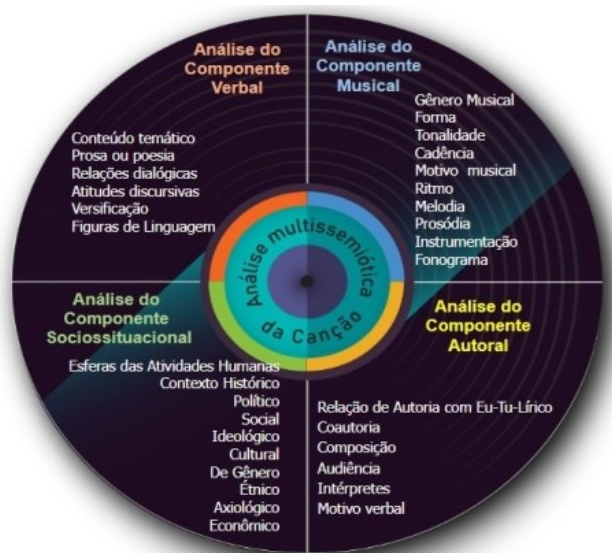 Análise do
Componente
Verbal
Conteúdo temático
Prosa ou poesia
Relações dialógicas
Atitudes discursivas
Versificação
Figuras de Linguagem
Análise do
Componente
Musical
Gênero Musical
Forma
Tonalidade
Cadência
Motivo musical
Ritmo
Melodia
Prosódia
Instrumentação
Fonograma
Análise multissemiótica
da Canção
Análise do
Componente
Sociossituacional
Esferas das Atividades Humanas
Contexto Histórico
Político
Social
Ideológico
Cultural
De Gênero
Étnico
Axiológico
Econômico
Análise do
Componente
Autoral
Relação de Autoria com Eu-Tu-Lírico
Coautoria
Composição
Audiência
Intérpretes
Motivo verbal